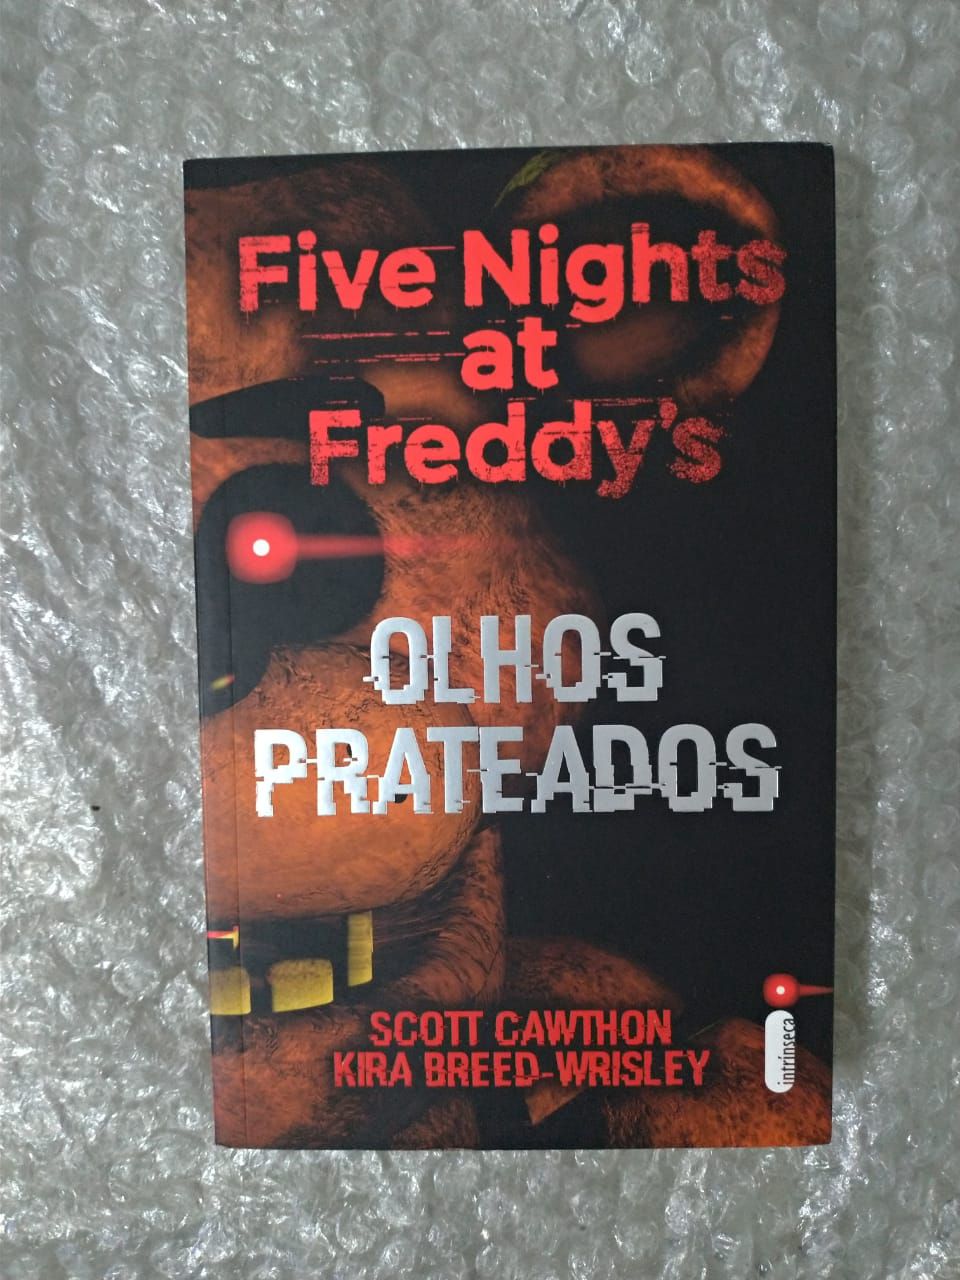 Five Nights
at
Freddy's
OLHOS
PRATEADOS
SCOTT CAWTHON
KIRA BREED-WRISLEY
intrínseca